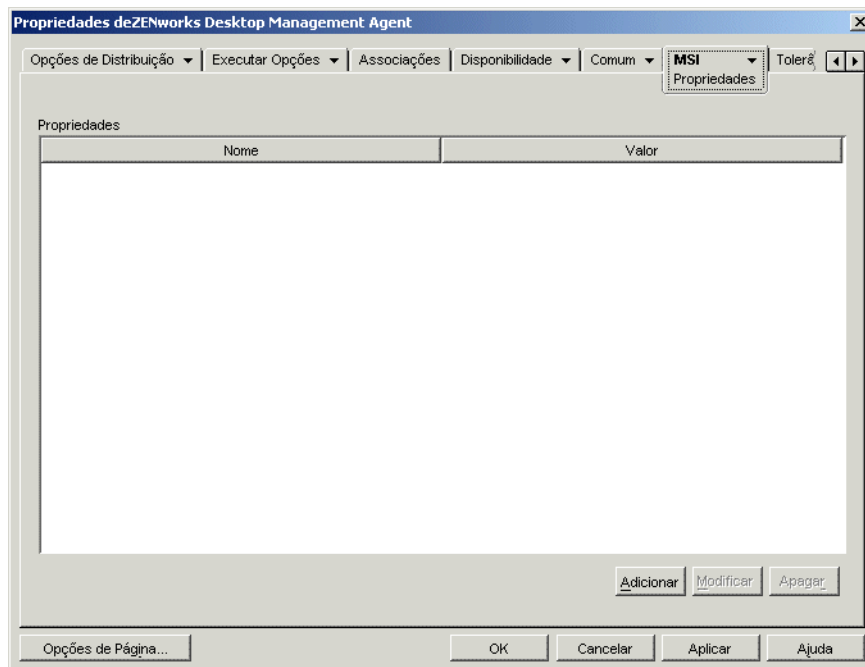 Propriedades deZENworks Desktop Management Agent
Opções de Distribuição Executar Opções Associações Disponibilidade Comum MSI Tolerâ
Propriedades
Propriedades
Nome Valor
Adicionar Modificar Apagar
Opções de Página... OK Cancelar Aplicar Ajuda